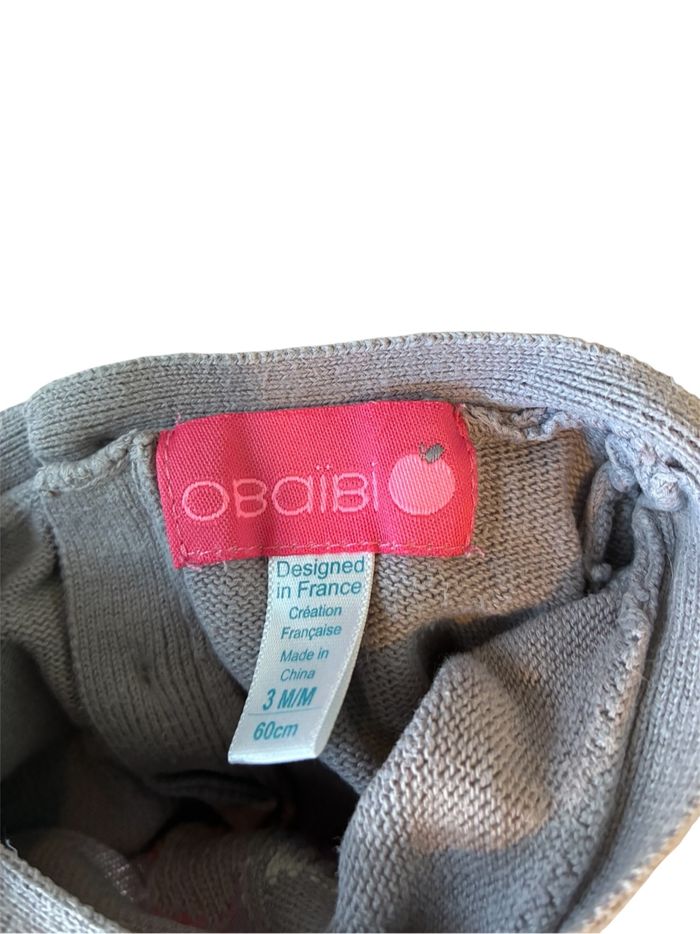 OBaïBi
Designed
in France
Création
Française
Made in
China
3 M/M
60cm